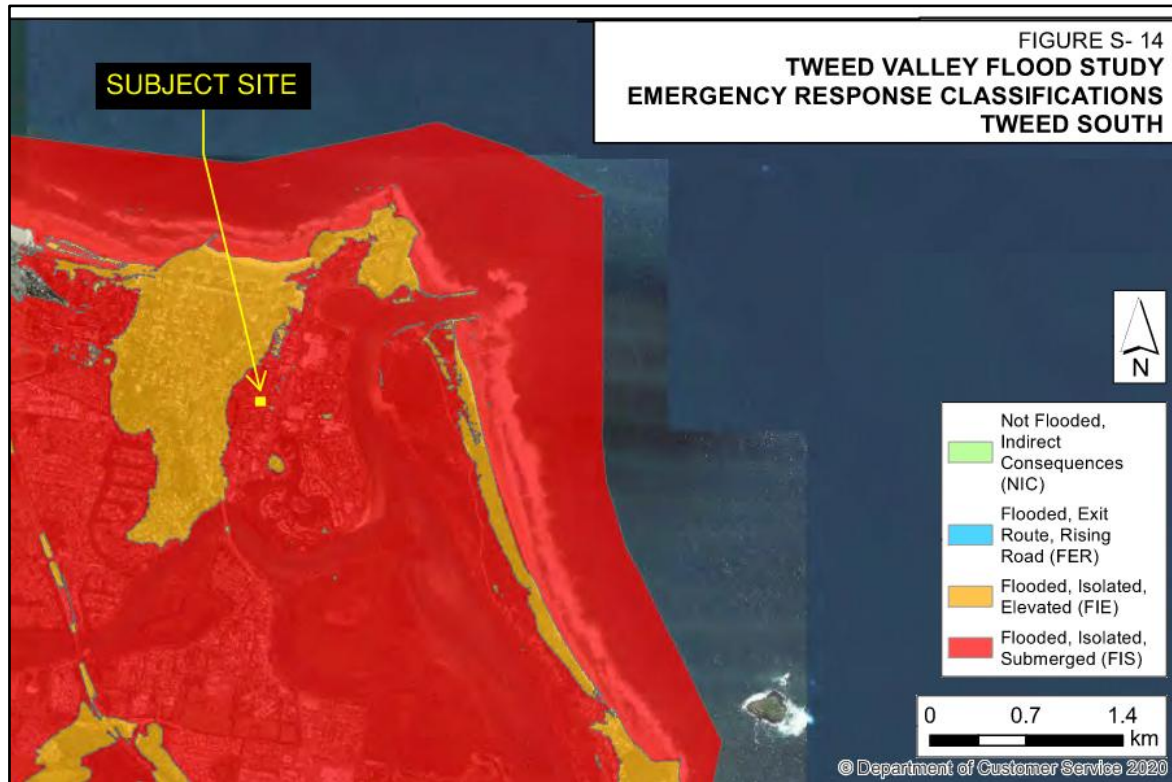 FIGURE S- 14
TWEED VALLEY FLOOD STUDY
EMERGENCY RESPONSE CLASSIFICATIONS
TWEED SOUTH
SUBJECT SITE
N
Not Flooded,
Indirect
Consequences
(NIC)
Flooded, Exit
Route, Rising
Road (FER)
Flooded, Isolated,
Elevated (FIE)
Flooded, Isolated,
Submerged (FIS)
0 0.7 1.4
km
© Department of Customer Service 2020